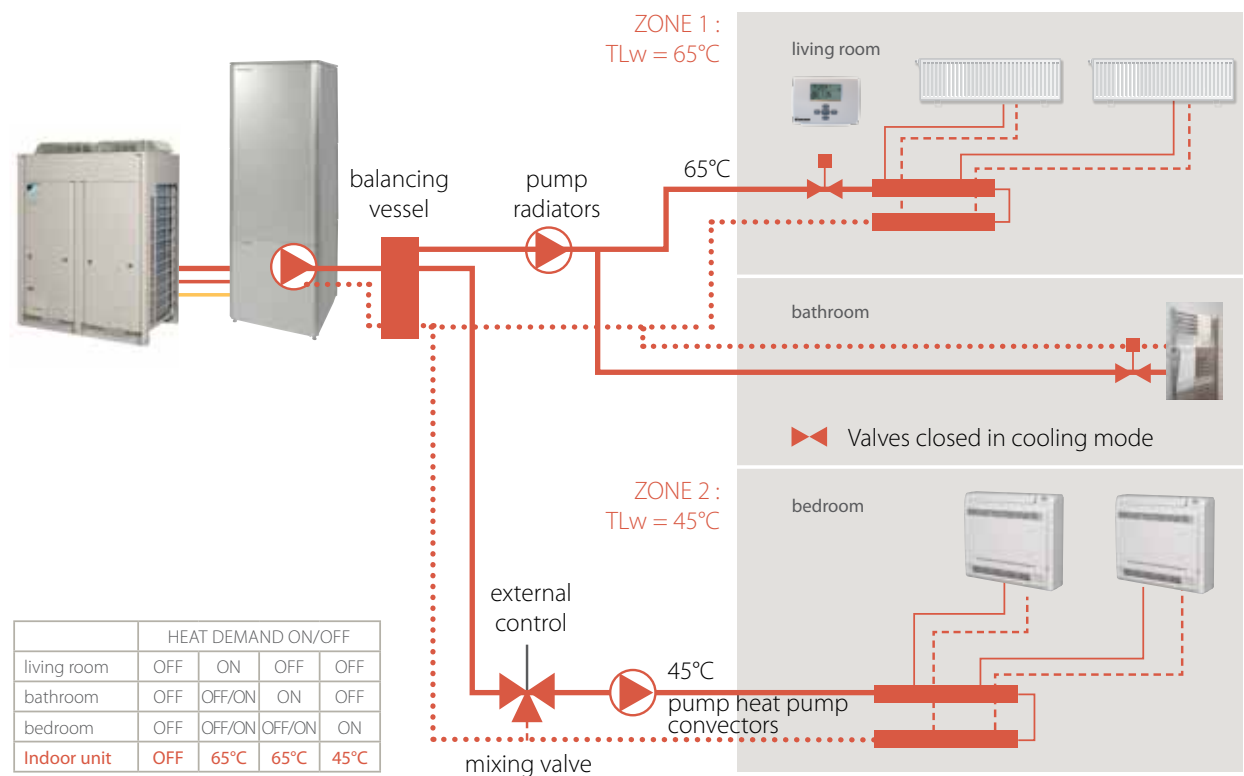 ZONE 1 :
TLw = 65°C
living room
65°C
balancing
vessel
pump
radiators
bathroom
Valves closed in cooling mode
ZONE 2 :
TLw = 45°C
bedroom
external
control
45°C
pump heat pump
convectors
mixing valve
HEAT DEMAND ON/OFF
living room OFF ON OFF OFF
bathroom OFF OFF/ON ON OFF
bedroom OFF OFF/ON OFF/ON ON
Indoor unit OFF 65°C 65°C 45°C